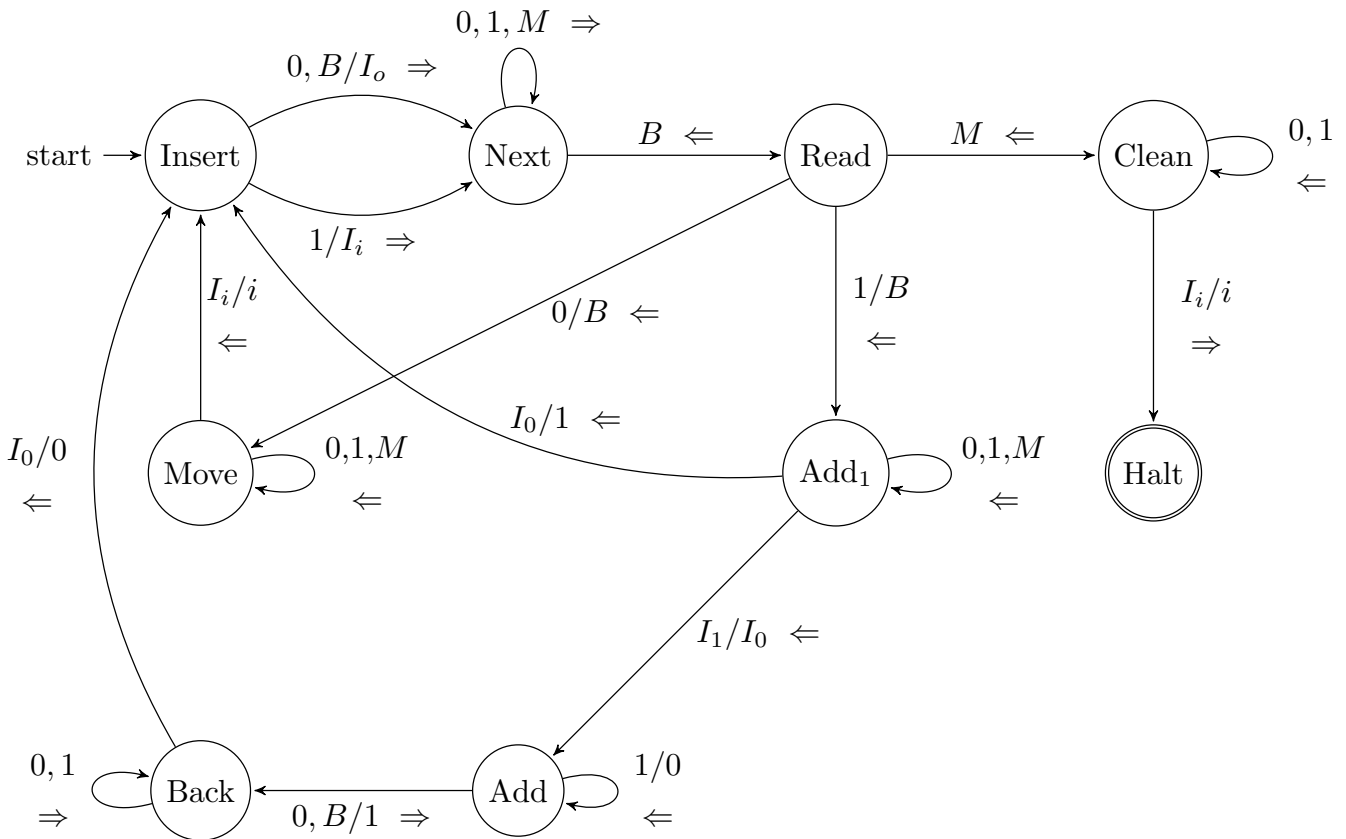 0, 1, M ⇒
0, B/I_o ⇒
start
Insert
Next
B ⇐
Read
M ⇐
Clean
0, 1
⇐
1/I_i ⇒
I_i/i
⇐
0/B ⇐
1/B
⇐
I_i/i
⇒
I_0/1 ⇐
I_0/0
⇐
Move
0,1,M
⇐
Add_1
0,1,M
⇐
Halt
I_1/I_0 ⇐
0, 1
⇒
Back
0, B/1 ⇒
Add
1/0
⇐